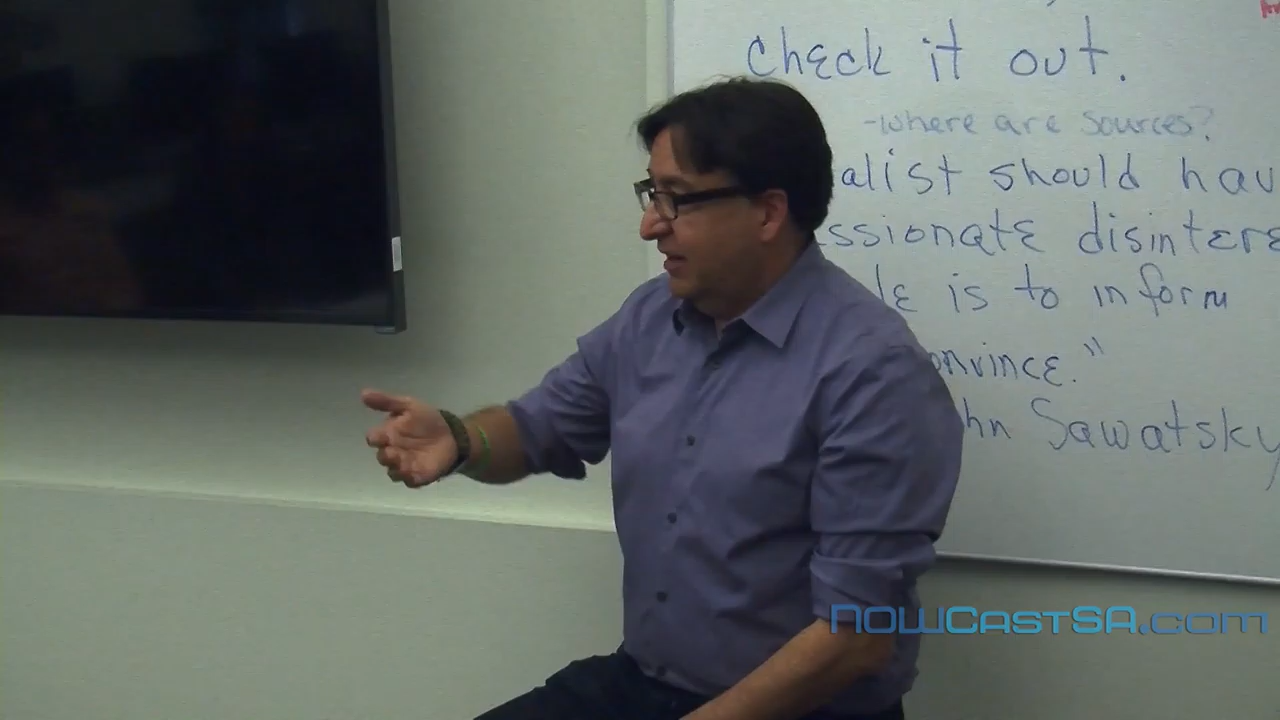 check it out.
-where are sources?
alist should hav
ssionate disintere
le is to inform
onvince."
hn Sawatsky
NOWCastSA.com